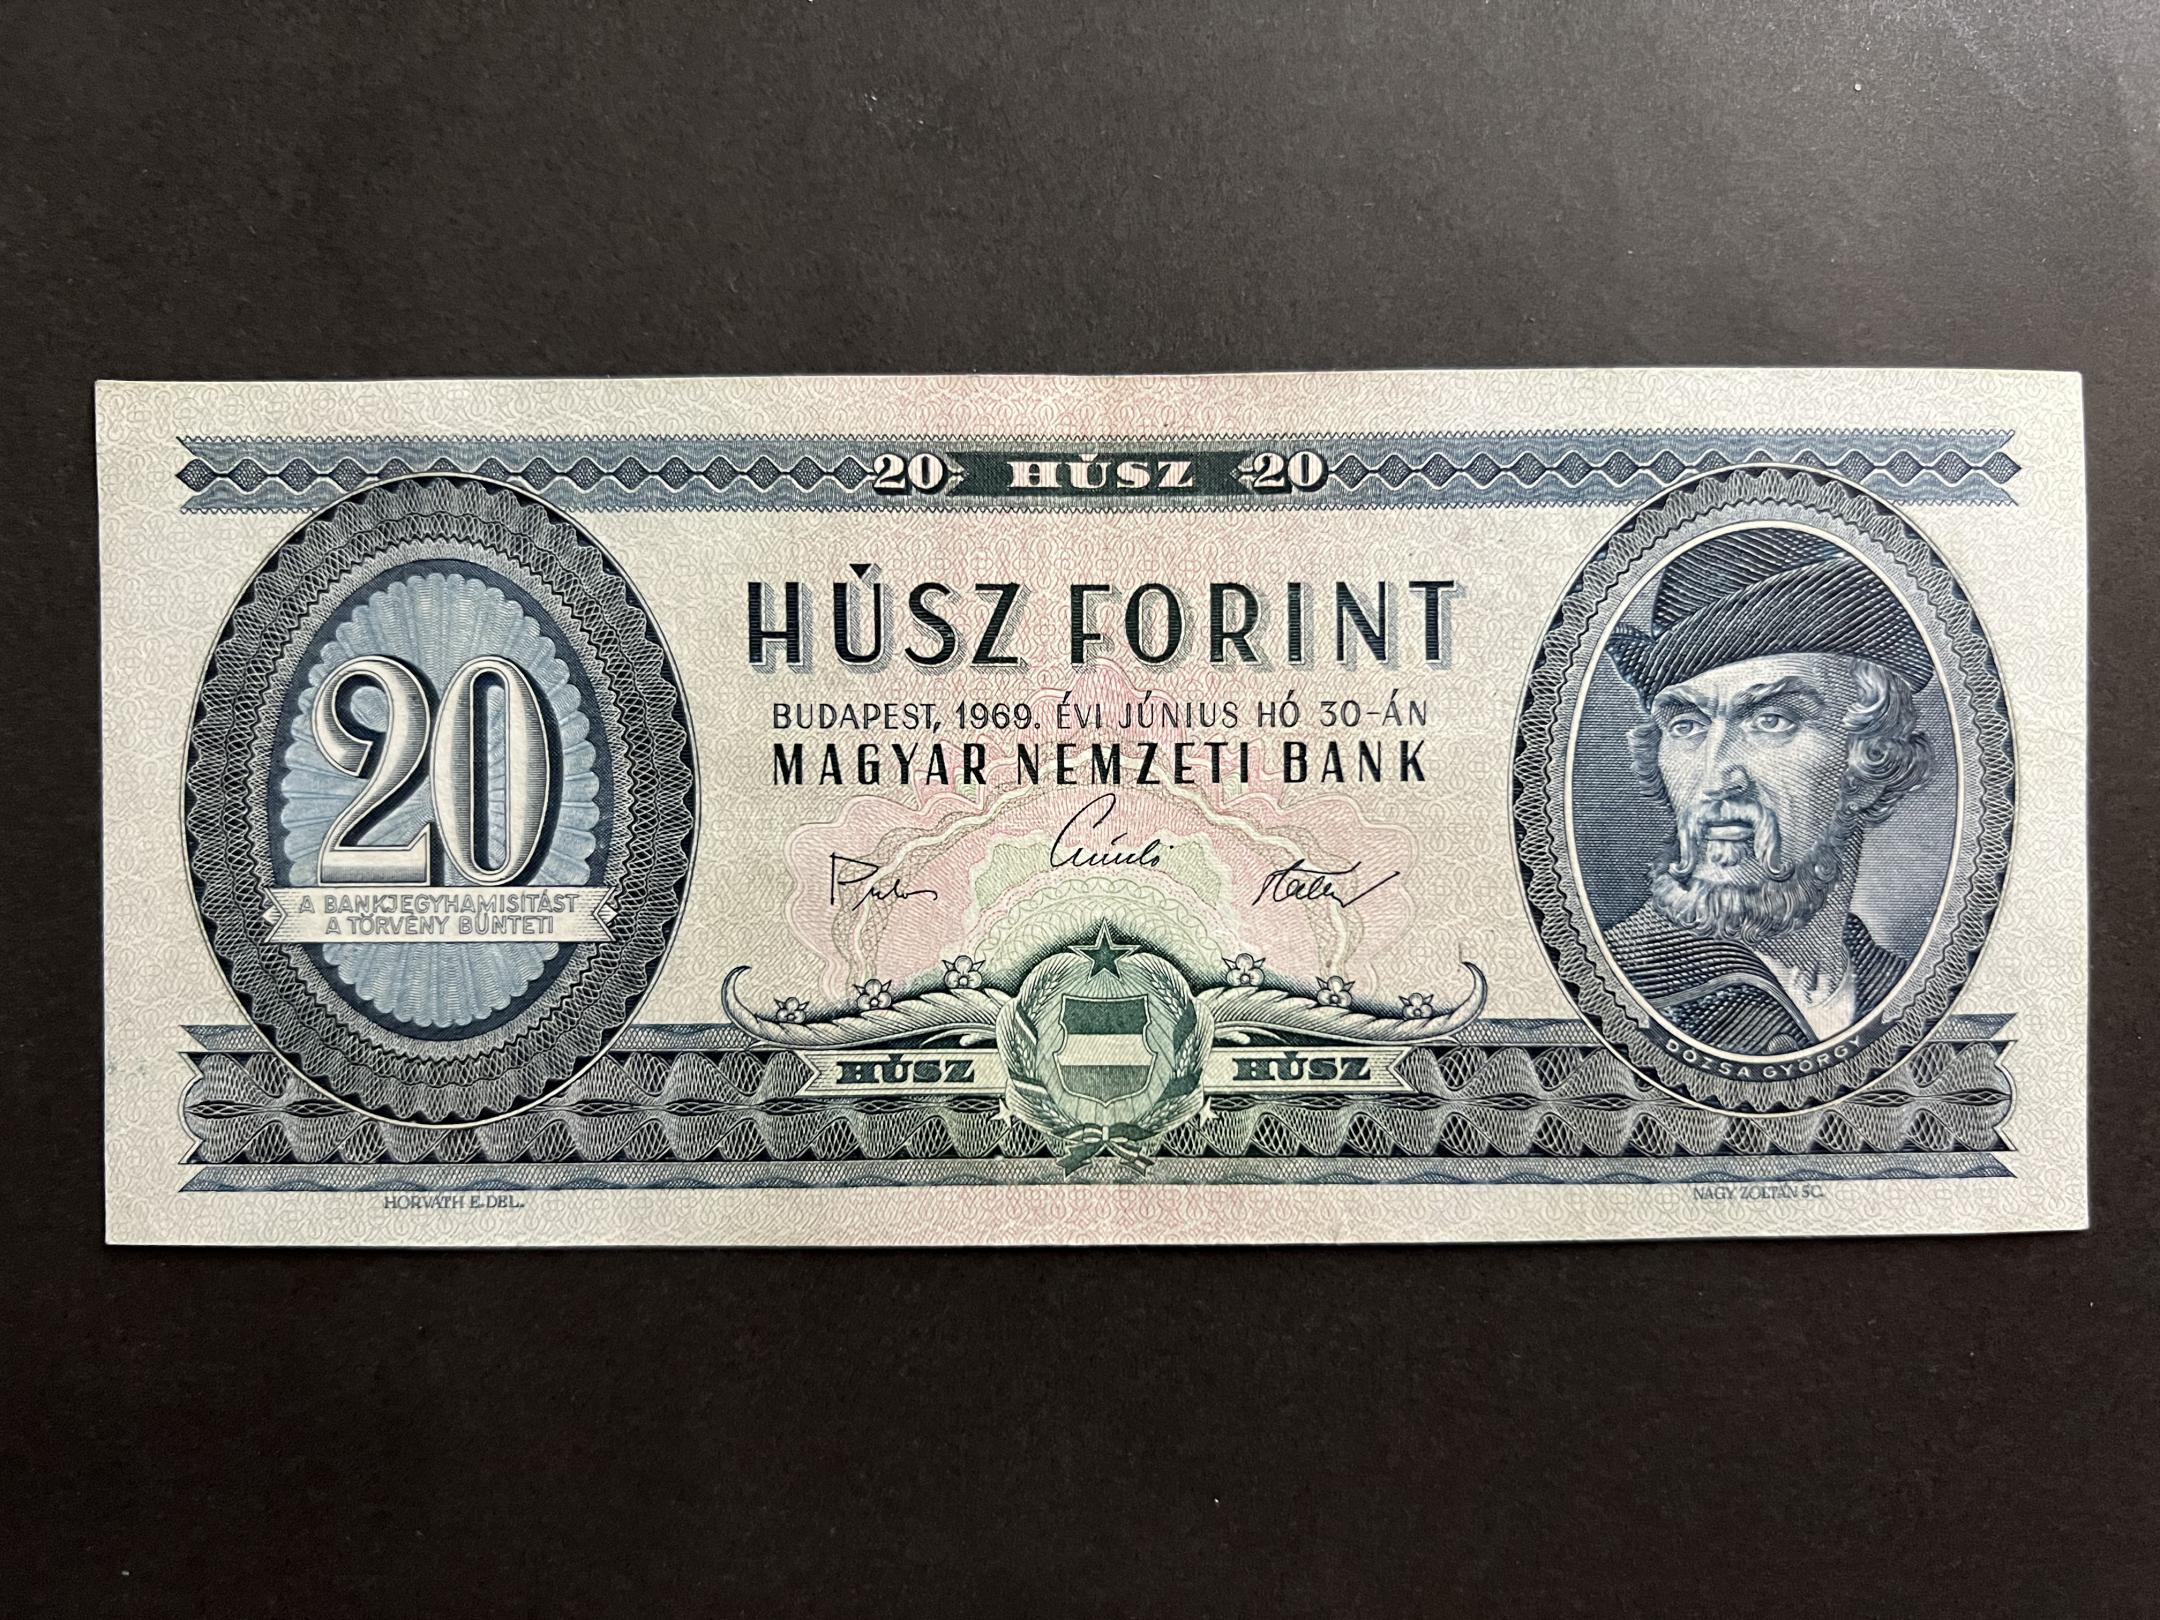 20 HÚSZ 20
HÚSZ FORINT
BUDAPEST, 1969. ÉVI JÚNIUS HÓ 30-ÁN
MAGYAR NEMZETI BANK
20
A BANKJEGYHAMISÍTÁST
A TÖRVÉNY BÜNTETI
HÚSZ HÚSZ
DÓZSA GYÖRGY
HORVÁTH E. DEL.
NAGY ZOLTÁN SC.